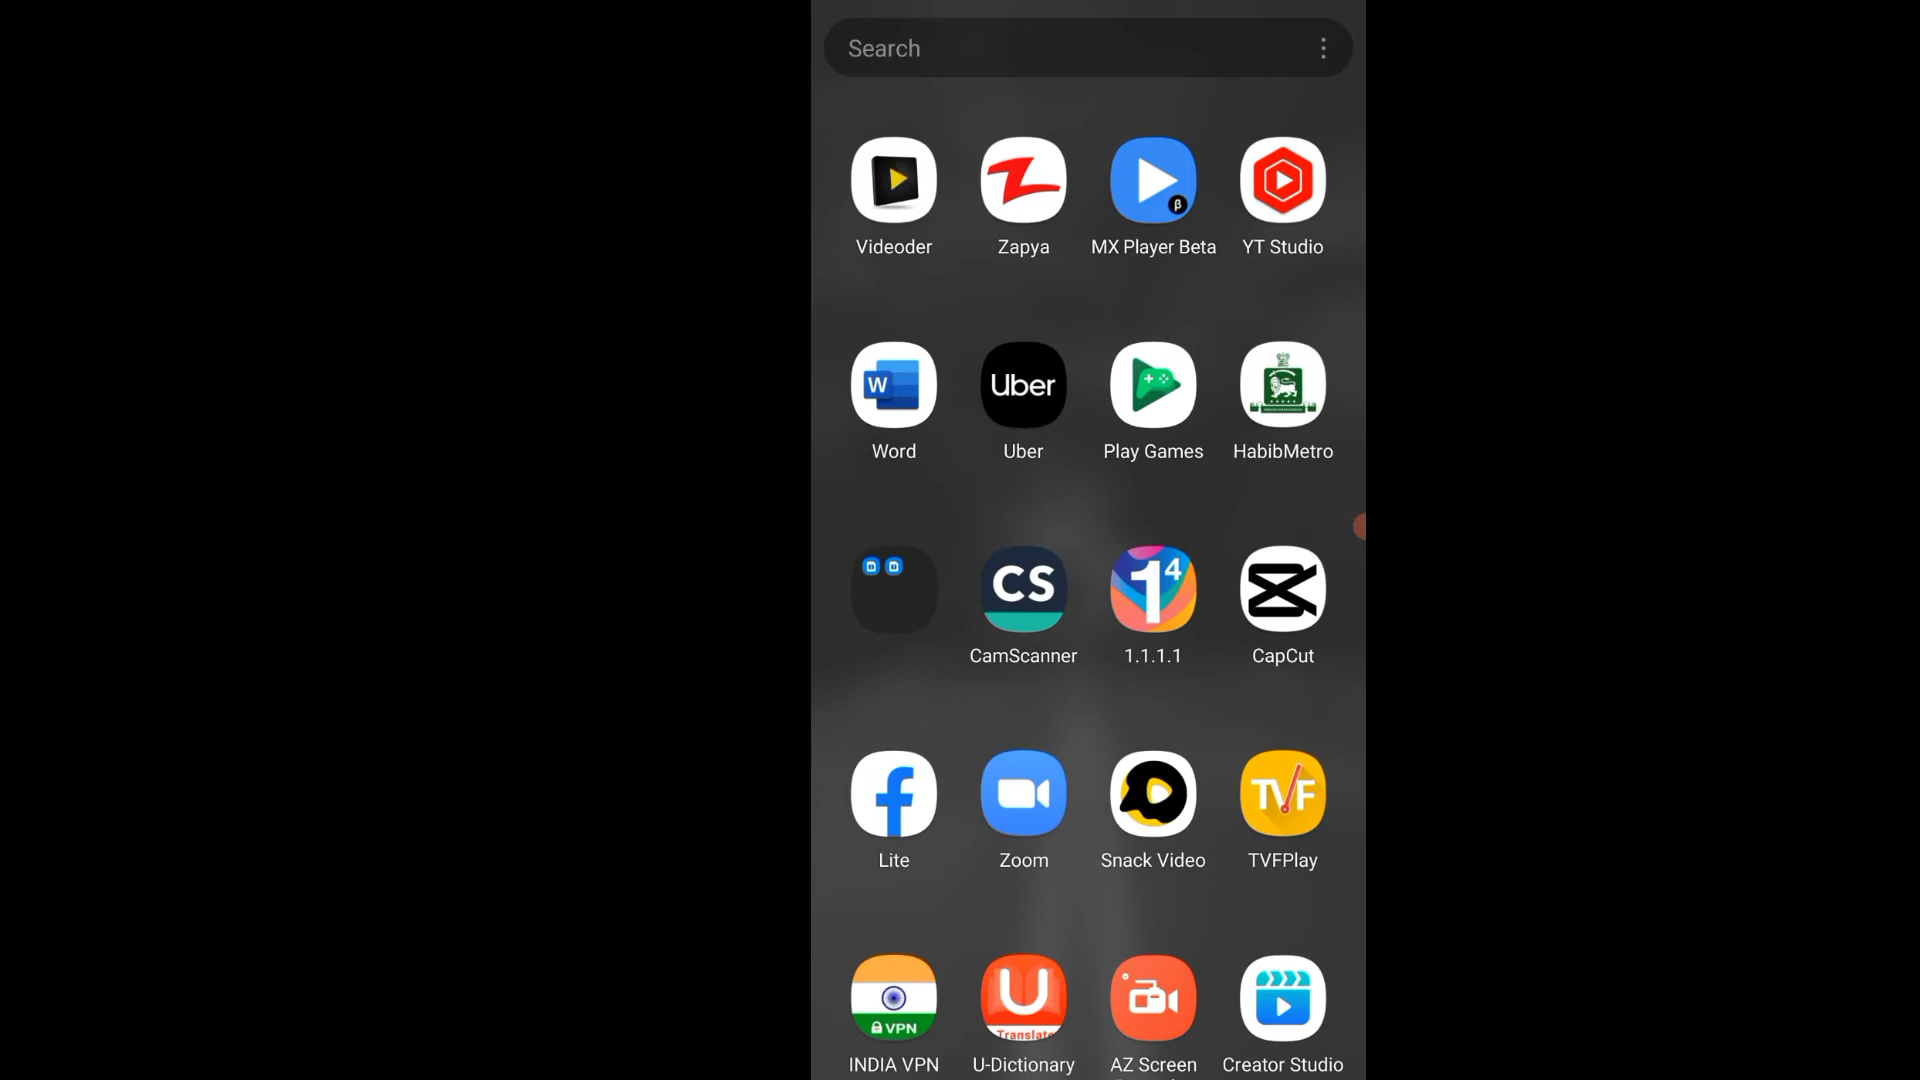 Search
Videoder
Zapya
β
MX Player Beta
YT Studio
W
Word
Uber
Uber
Play Games
HabibMetro
CS
CamScanner
1⁴
1.1.1.1
CapCut
f
Lite
Zoom
Snack Video
TVF
TVFPlay
VPN
INDIA VPN
U
Translate
U-Dictionary
AZ Screen
Creator Studio